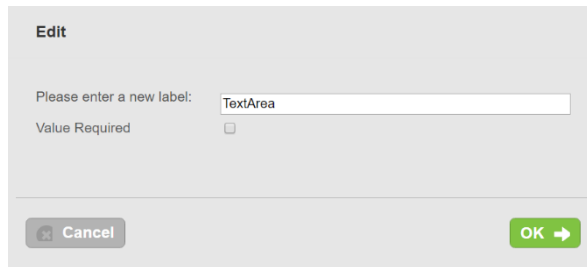 Edit
Please enter a new label: TextArea
Value Required
Cancel OK